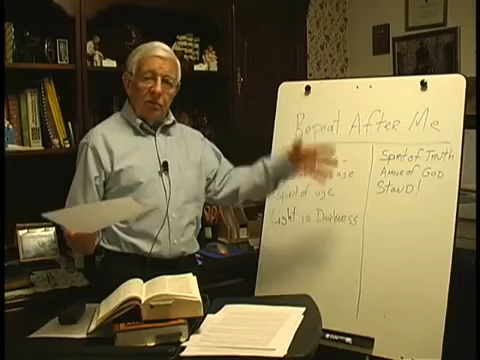 Repeat After Me
Spirit of age
Light is Darkness
Spirit of Truth
Armor of GOD
Stand!